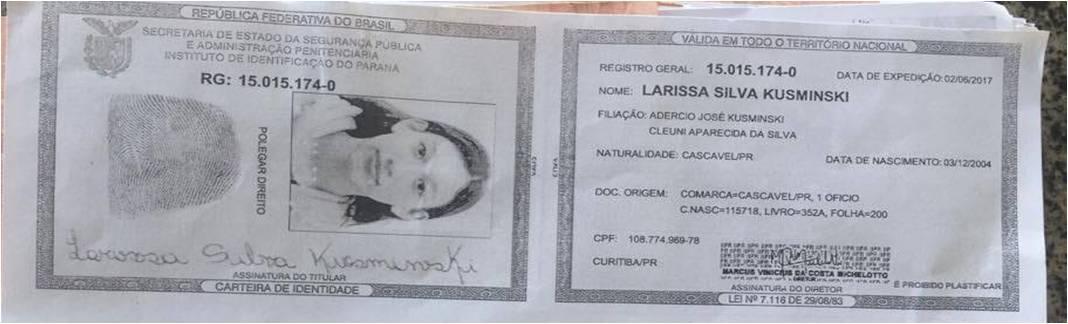 REPÚBLICA FEDERATIVA DO BRASIL
SECRETARIA DE ESTADO DA SEGURANÇA PÚBLICA
E ADMINISTRAÇÃO PENITENCIÁRIA
INSTITUTO DE IDENTIFICAÇÃO DO PARANÁ
RG: 15.015.174-0
POLEGAR DIREITO
Larissa Silva Kusminski
ASSINATURA DO TITULAR
CARTEIRA DE IDENTIDADE
VÁLIDA EM TODO O TERRITÓRIO NACIONAL
REGISTRO GERAL: 15.015.174-0 DATA DE EXPEDIÇÃO: 02/06/2017
NOME: LARISSA SILVA KUSMINSKI
FILIAÇÃO: ADERCIO JOSÉ KUSMINSKI
CLEUNI APARECIDA DA SILVA
NATURALIDADE: CASCAVEL/PR DATA DE NASCIMENTO: 03/12/2004
DOC. ORIGEM: COMARCA=CASCAVEL/PR, 1 OFICIO
C.NASC=115718, LIVRO=352A, FOLHA=200
CPF: 108.774.969-78
CURITIBA/PR
MARCUS VINICIUS DA COSTA MICHELOTTO
DIRETOR
ASSINATURA DO DIRETOR
É PROIBIDO PLASTIFICAR
LEI Nº 7.116 DE 29/08/83